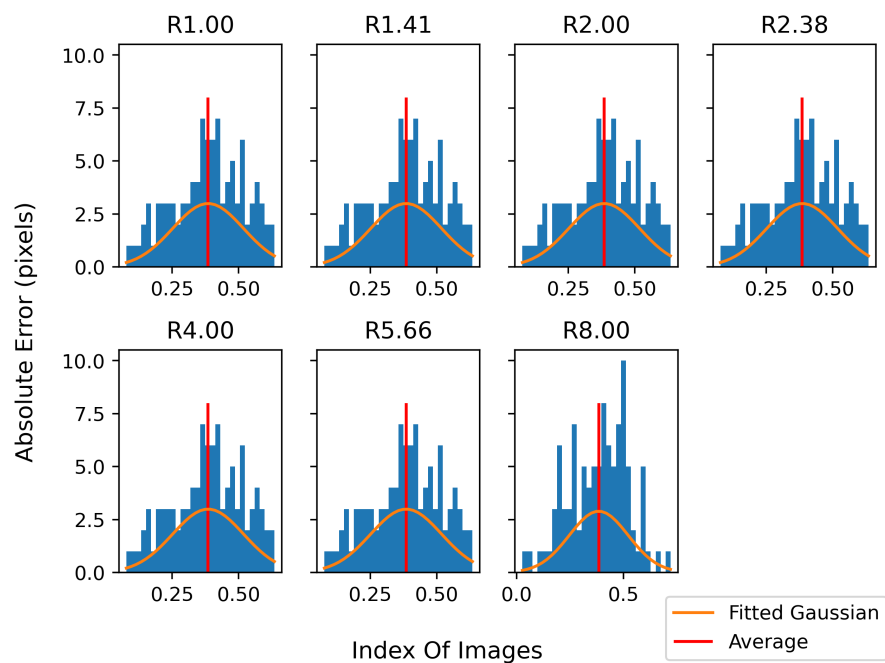 R1.00 R1.41 R2.00 R2.38
10.0
7.5
5.0
2.5
0.0
0.25 0.50 0.25 0.50 0.25 0.50 0.25 0.50
Absolute Error (pixels)
R4.00 R5.66 R8.00
10.0
7.5
5.0
2.5
0.0
0.25 0.50 0.25 0.50 0.0 0.5
Index Of Images
Fitted Gaussian
Average